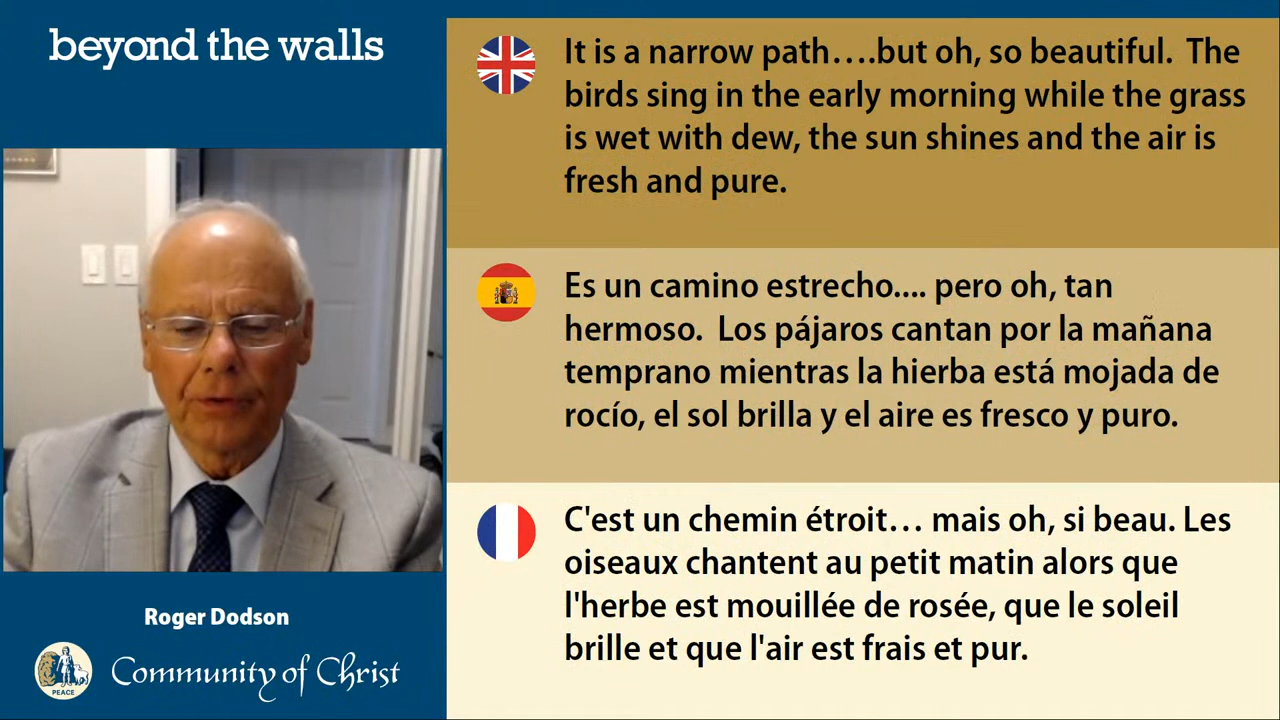 beyond the walls
It is a narrow path….but oh, so beautiful.  The
birds sing in the early morning while the grass
is wet with dew, the sun shines and the air is
fresh and pure.
Es un camino estrecho.... pero oh, tan
hermoso.  Los pájaros cantan por la mañana
temprano mientras la hierba está mojada de
rocío, el sol brilla y el aire es fresco y puro.
C'est un chemin étroit… mais oh, si beau. Les
oiseaux chantent au petit matin alors que
l'herbe est mouillée de rosée, que le soleil
brille et que l'air est frais et pur.
Roger Dodson
PEACE
Community of Christ